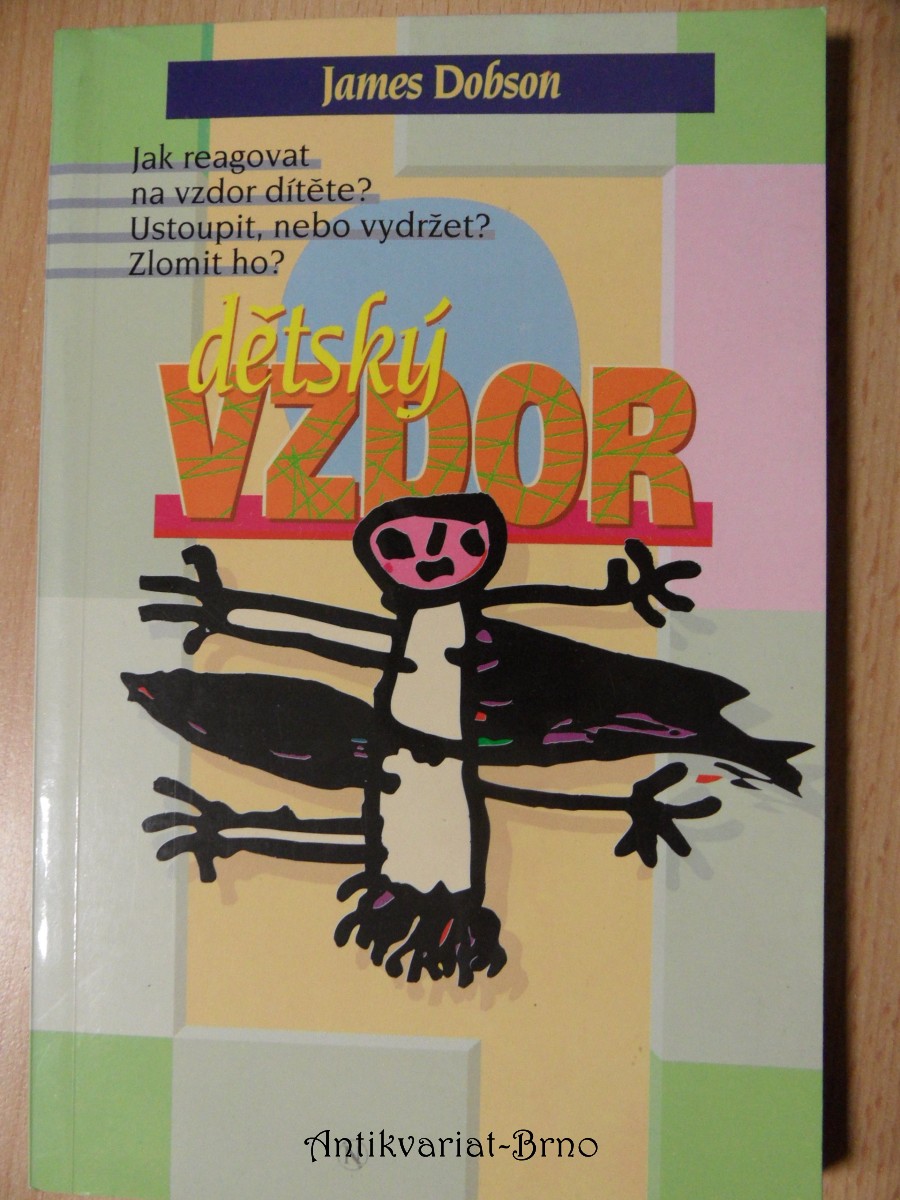 James Dobson
Jak reagovat
na vzdor dítěte?
Ustoupit, nebo vydržet?
Zlomit ho?
dětský
VZDOR
Antikvariat-Brno